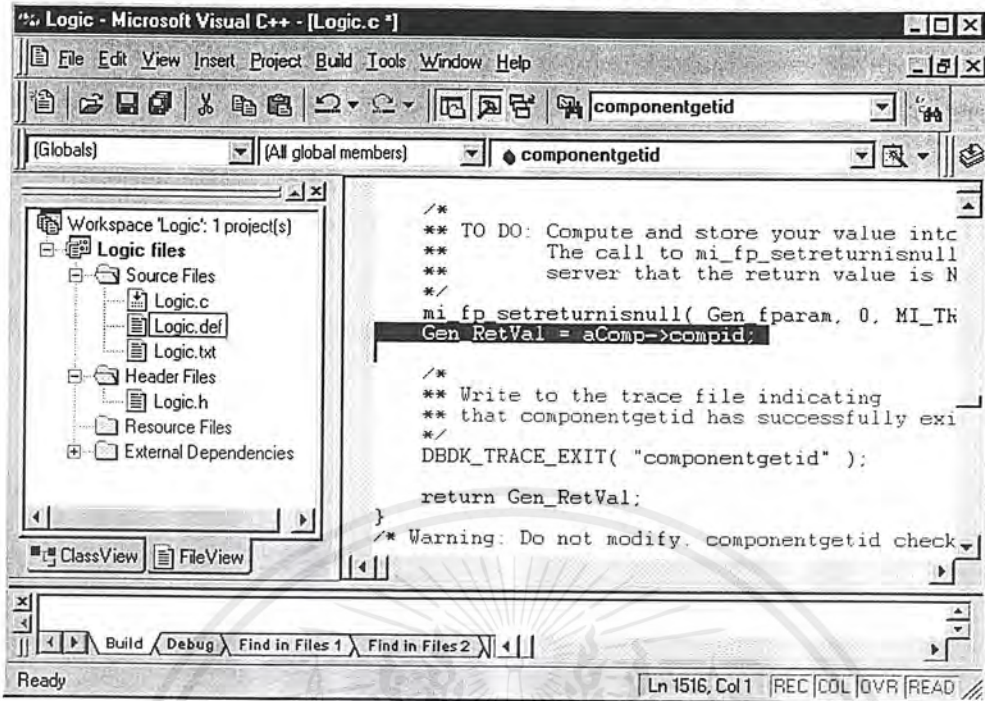 Logic - Microsoft Visual C++ - [Logic.c *]
File Edit View Insert Project Build Tools Window Help
componentgetid
(Globals) (All global members) componentgetid
Workspace 'Logic': 1 project(s)
Logic files
Source Files
Logic.c
Logic.def
Logic.txt
Header Files
Logic.h
Resource Files
External Dependencies
ClassView FileView
/*
** TO DO: Compute and store your value into
** The call to mi_fp_setreturnisnull
** server that the return value is N
*/
mi_fp_setreturnisnull( Gen_fparam, 0, MI_TR
Gen_RetVal = aComp->compid;
/*
** Write to the trace file indicating
** that componentgetid has successfully exi
*/
DBDK_TRACE_EXIT( "componentgetid" );
return Gen_RetVal;
}
/* Warning: Do not modify. componentgetid check
Build Debug Find in Files 1 Find in Files 2
Ready Ln 1516, Col 1 REC COL OVR READ